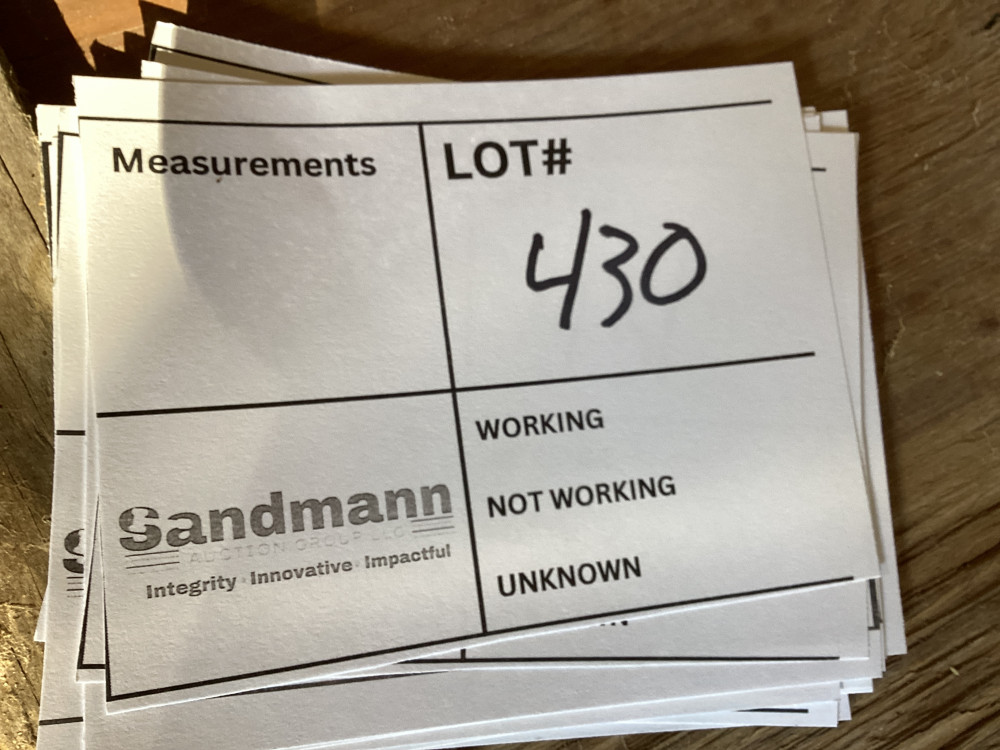 Measurements
LOT#
430
Sandmann
AUCTION GROUP LLC
Integrity · Innovative · Impactful
WORKING
NOT WORKING
UNKNOWN